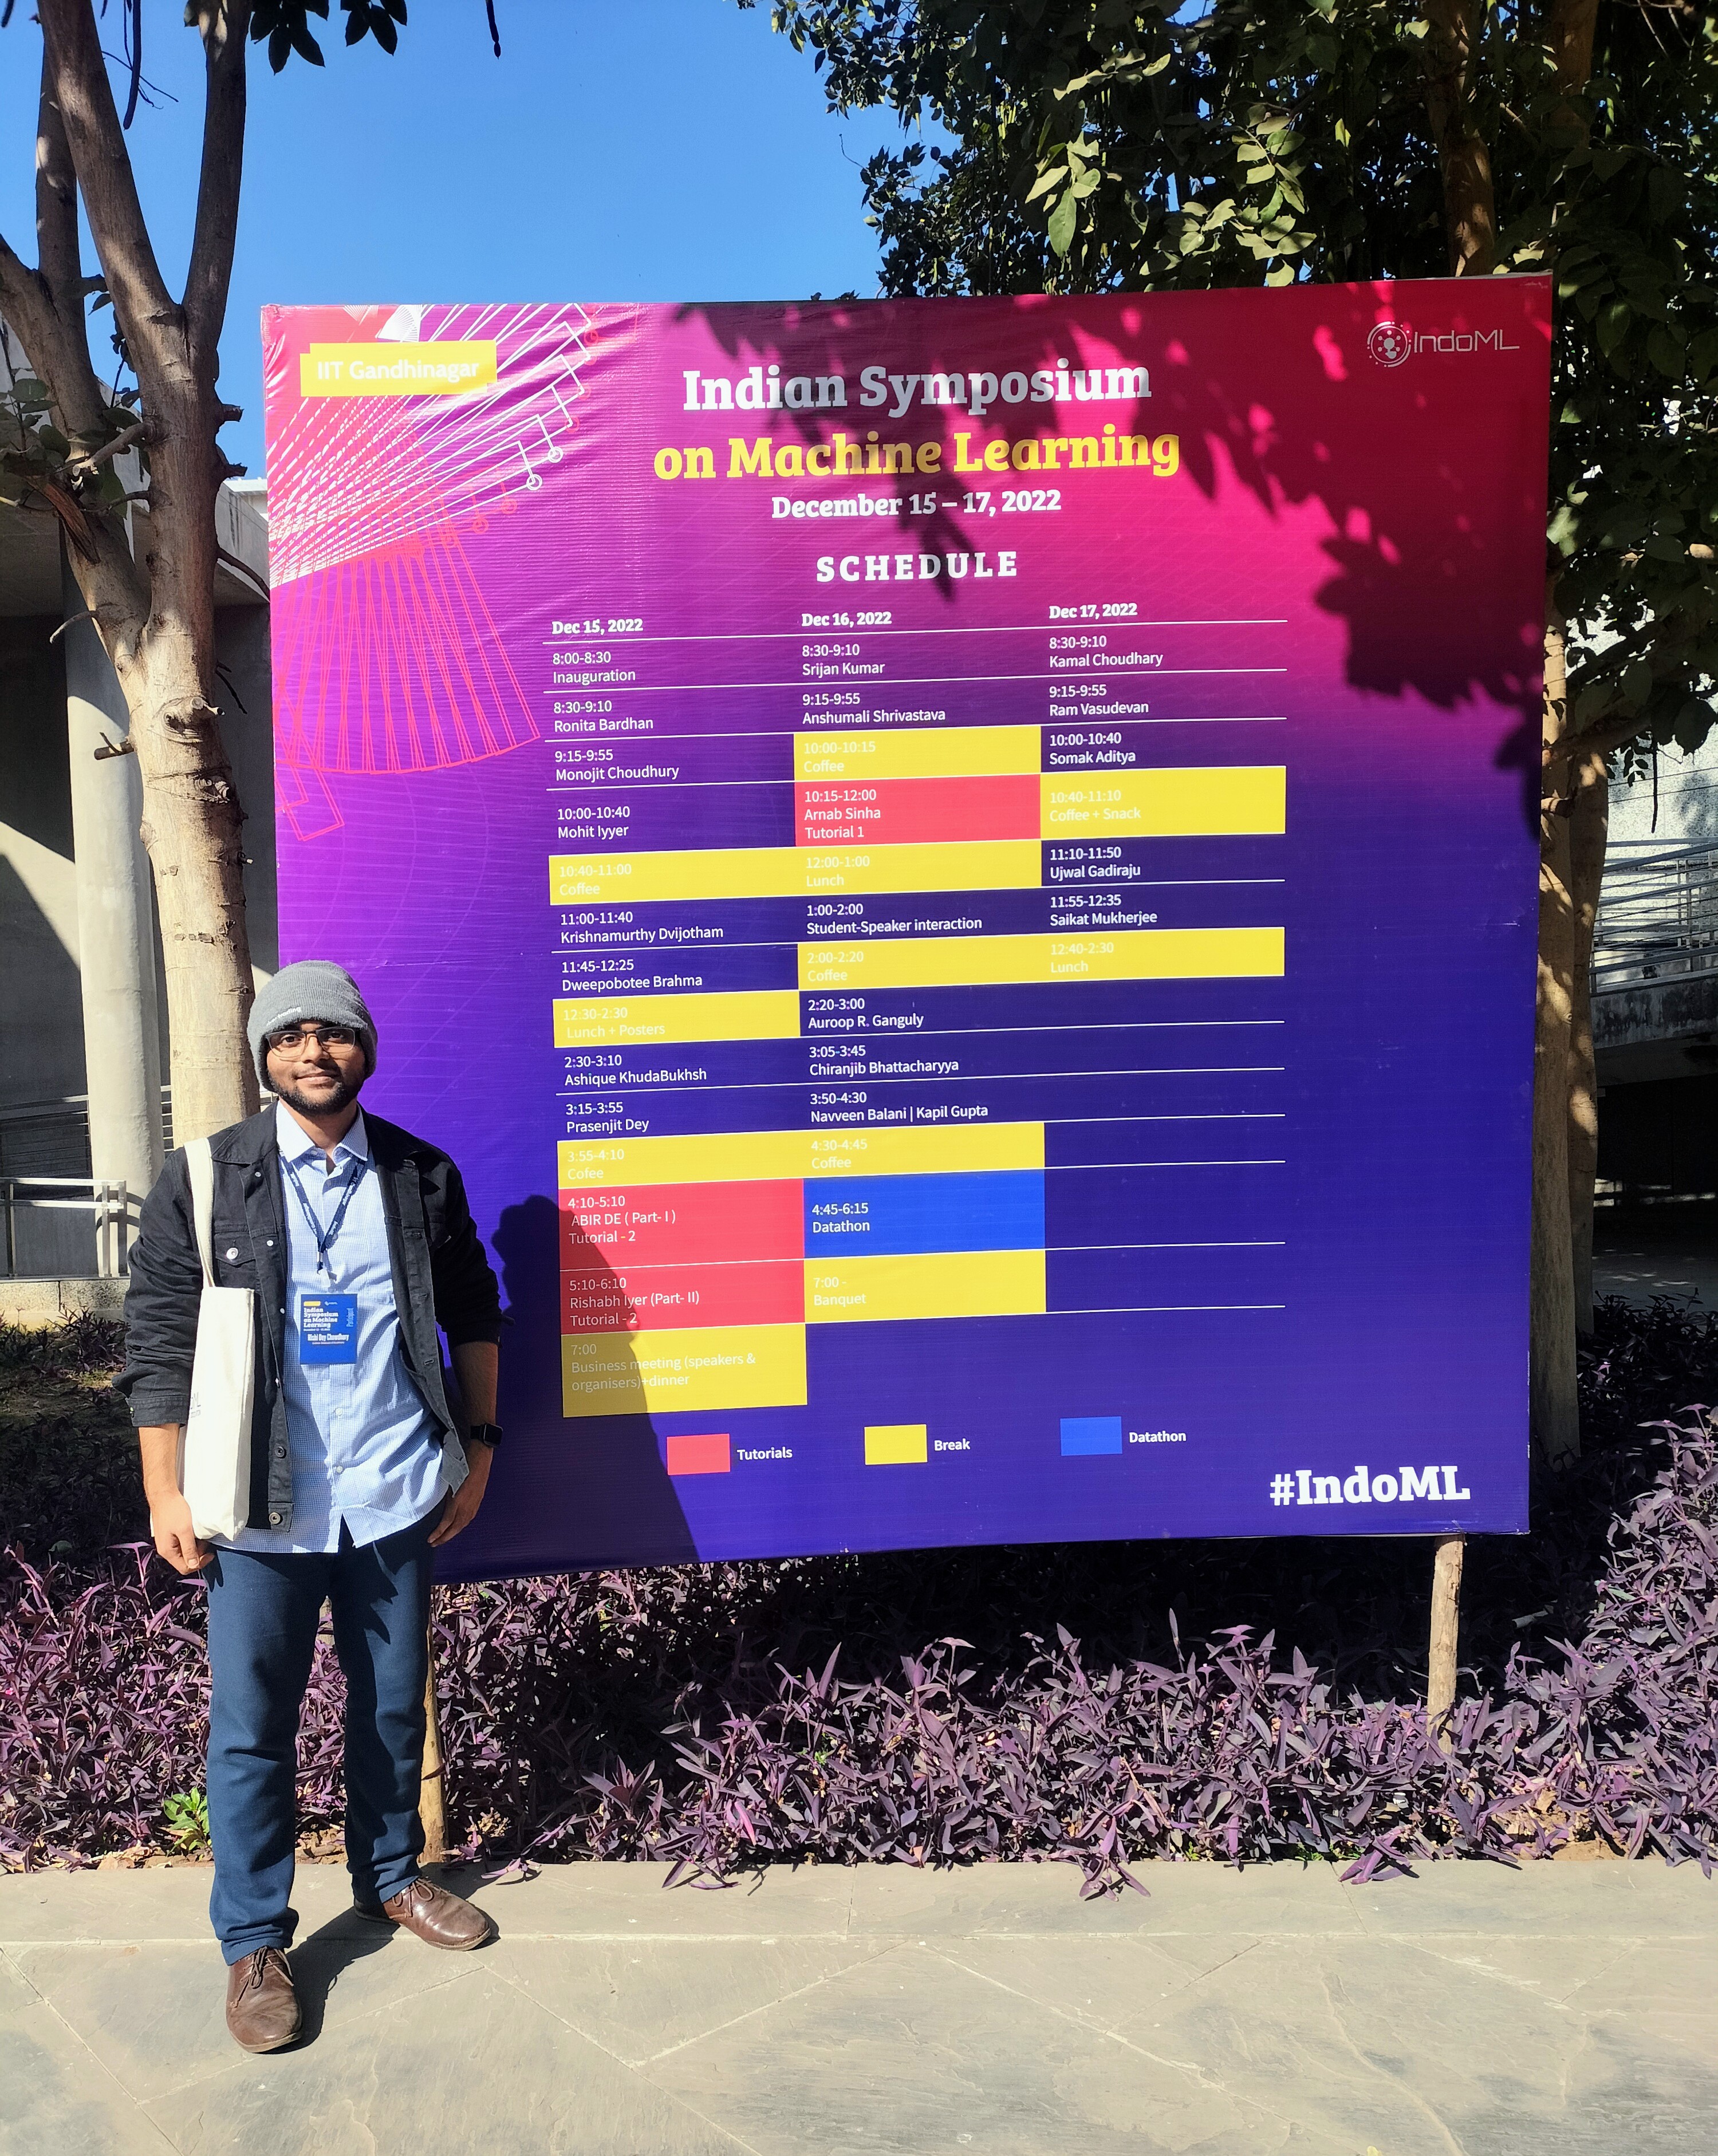 IIT Gandhinagar
IndoML
Indian Symposium
on Machine Learning
December 15 – 17, 2022
SCHEDULE
Dec 15, 2022
8:00-8:30
Inauguration
8:30-9:10
Ronita Bardhan
9:15-9:55
Monojit Choudhury
10:00-10:40
Mohit Iyyer
10:40-11:00
Coffee
11:00-11:40
Krishnamurthy Dvijotham
11:45-12:25
Dweepobotee Brahma
12:30-2:30
Lunch + Posters
2:30-3:10
Ashique KhudaBukhsh
3:15-3:55
Prasenjit Dey
3:55-4:10
Cofee
4:10-5:10
ABIR DE ( Part- I )
Tutorial - 2
5:10-6:10
Rishabh Iyer (Part- II)
Tutorial - 2
7:00
Business meeting (speakers &
organisers)+dinner
Dec 16, 2022
8:30-9:10
Srijan Kumar
9:15-9:55
Anshumali Shrivastava
10:00-10:15
Coffee
10:15-12:00
Arnab Sinha
Tutorial 1
12:00-1:00
Lunch
1:00-2:00
Student-Speaker interaction
2:00-2:20
Coffee
2:20-3:00
Auroop R. Ganguly
3:05-3:45
Chiranjib Bhattacharyya
3:50-4:30
Navveen Balani | Kapil Gupta
4:30-4:45
Coffee
4:45-6:15
Datathon
7:00 -
Banquet
Dec 17, 2022
8:30-9:10
Kamal Choudhary
9:15-9:55
Ram Vasudevan
10:00-10:40
Somak Aditya
10:40-11:10
Coffee + Snack
11:10-11:50
Ujwal Gadiraju
11:55-12:35
Saikat Mukherjee
12:40-2:30
Lunch
Tutorials
Break
Datathon
#IndoML
Indian
Symposium
on Machine
Learning
Participant
Rishi Dey Chowdhury